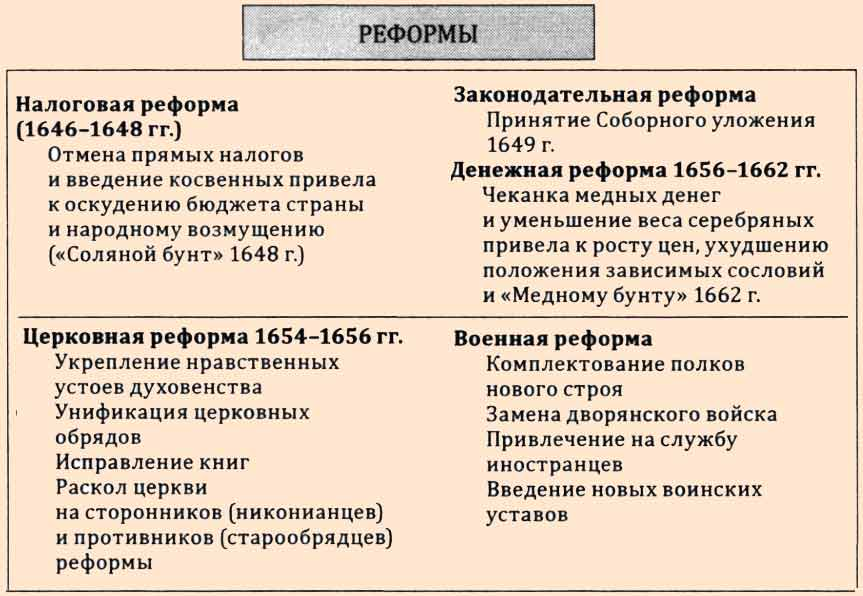 РЕФОРМЫ
Налоговая реформа
(1646–1648 гг.)
Отмена прямых налогов
и введение косвенных привела
к оскудению бюджета страны
и народному возмущению
(«Соляной бунт» 1648 г.)
Законодательная реформа
Принятие Соборного уложения
1649 г.
Денежная реформа 1656–1662 гг.
Чеканка медных денег
и уменьшение веса серебряных
привела к росту цен, ухудшению
положения зависимых сословий
и «Медному бунту» 1662 г.
Церковная реформа 1654–1656 гг.
Укрепление нравственных
устоев духовенства
Унификация церковных
обрядов
Исправление книг
Раскол церкви
на сторонников (никонианцев)
и противников (старообрядцев)
реформы
Военная реформа
Комплектование полков
нового строя
Замена дворянского войска
Привлечение на службу
иностранцев
Введение новых воинских
уставов